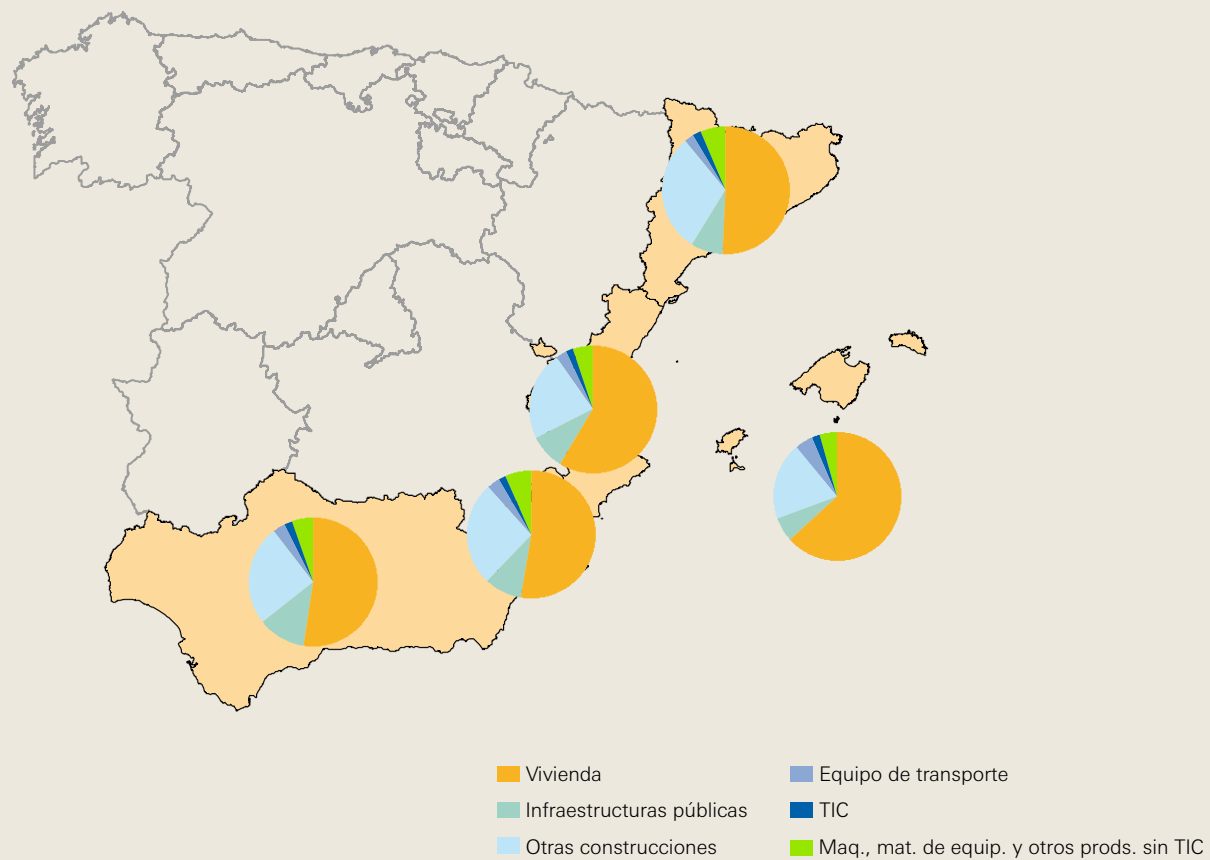 Vivienda
Infraestructuras públicas
Otras construcciones
Equipo de transporte
TIC
Maq., mat. de equip. y otros prods. sin TIC